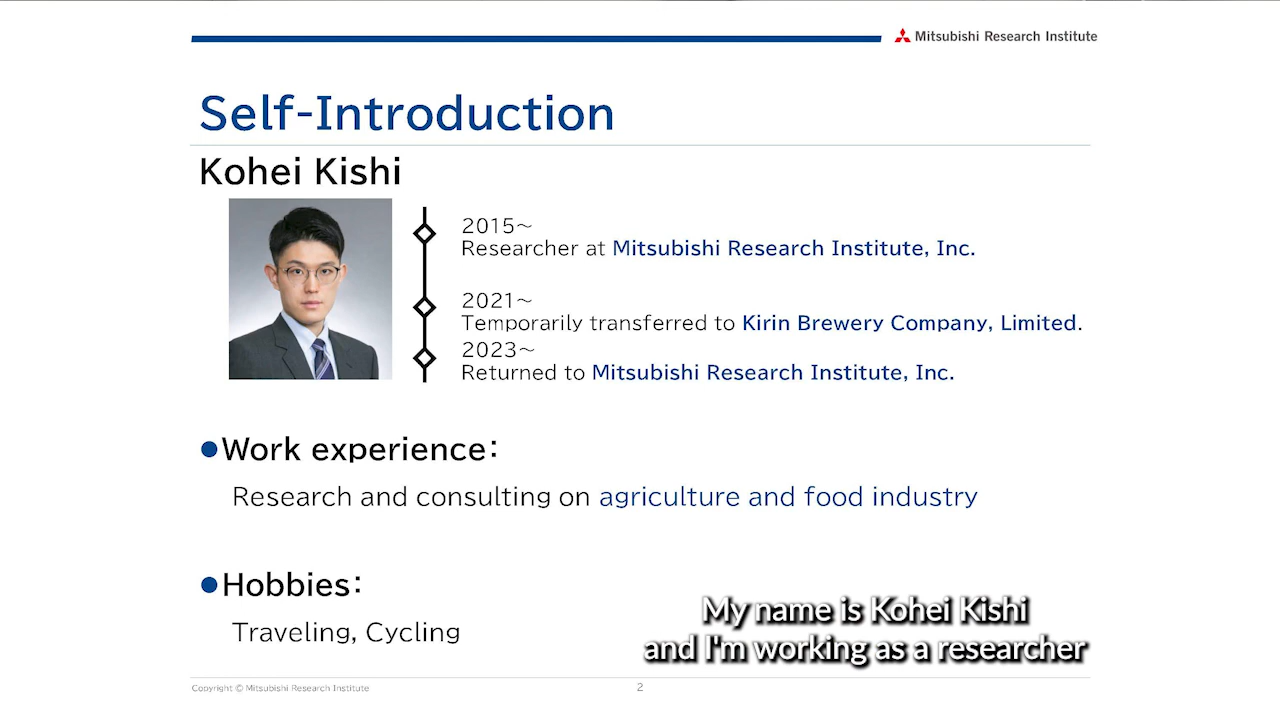 Mitsubishi Research Institute
Self-Introduction
Kohei Kishi
2015～
Researcher at Mitsubishi Research Institute, Inc.
2021～
Temporarily transferred to Kirin Brewery Company, Limited.
2023～
Returned to Mitsubishi Research Institute, Inc.
●Work experience：
Research and consulting on agriculture and food industry
●Hobbies：
Traveling, Cycling
My name is Kohei Kishi
and I'm working as a researcher
Copyright © Mitsubishi Research Institute
2